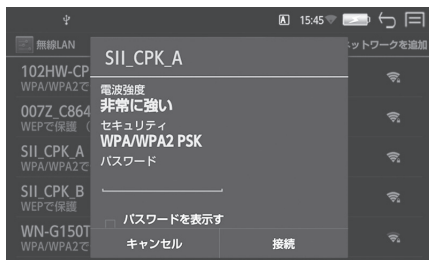 A 15:45
無線LAN
ットワークを追加
SII_CPK_A
102HW-CP
WPA/WPA2で
007Z_C864
WEPで保護 (
SII_CPK_A
WPA/WPA2で
SII_CPK_B
WEPで保護
WN-G150T
WPA/WPA2で
電波強度
非常に強い
セキュリティ
WPA/WPA2 PSK
パスワード
パスワードを表示す
キャンセル
接続